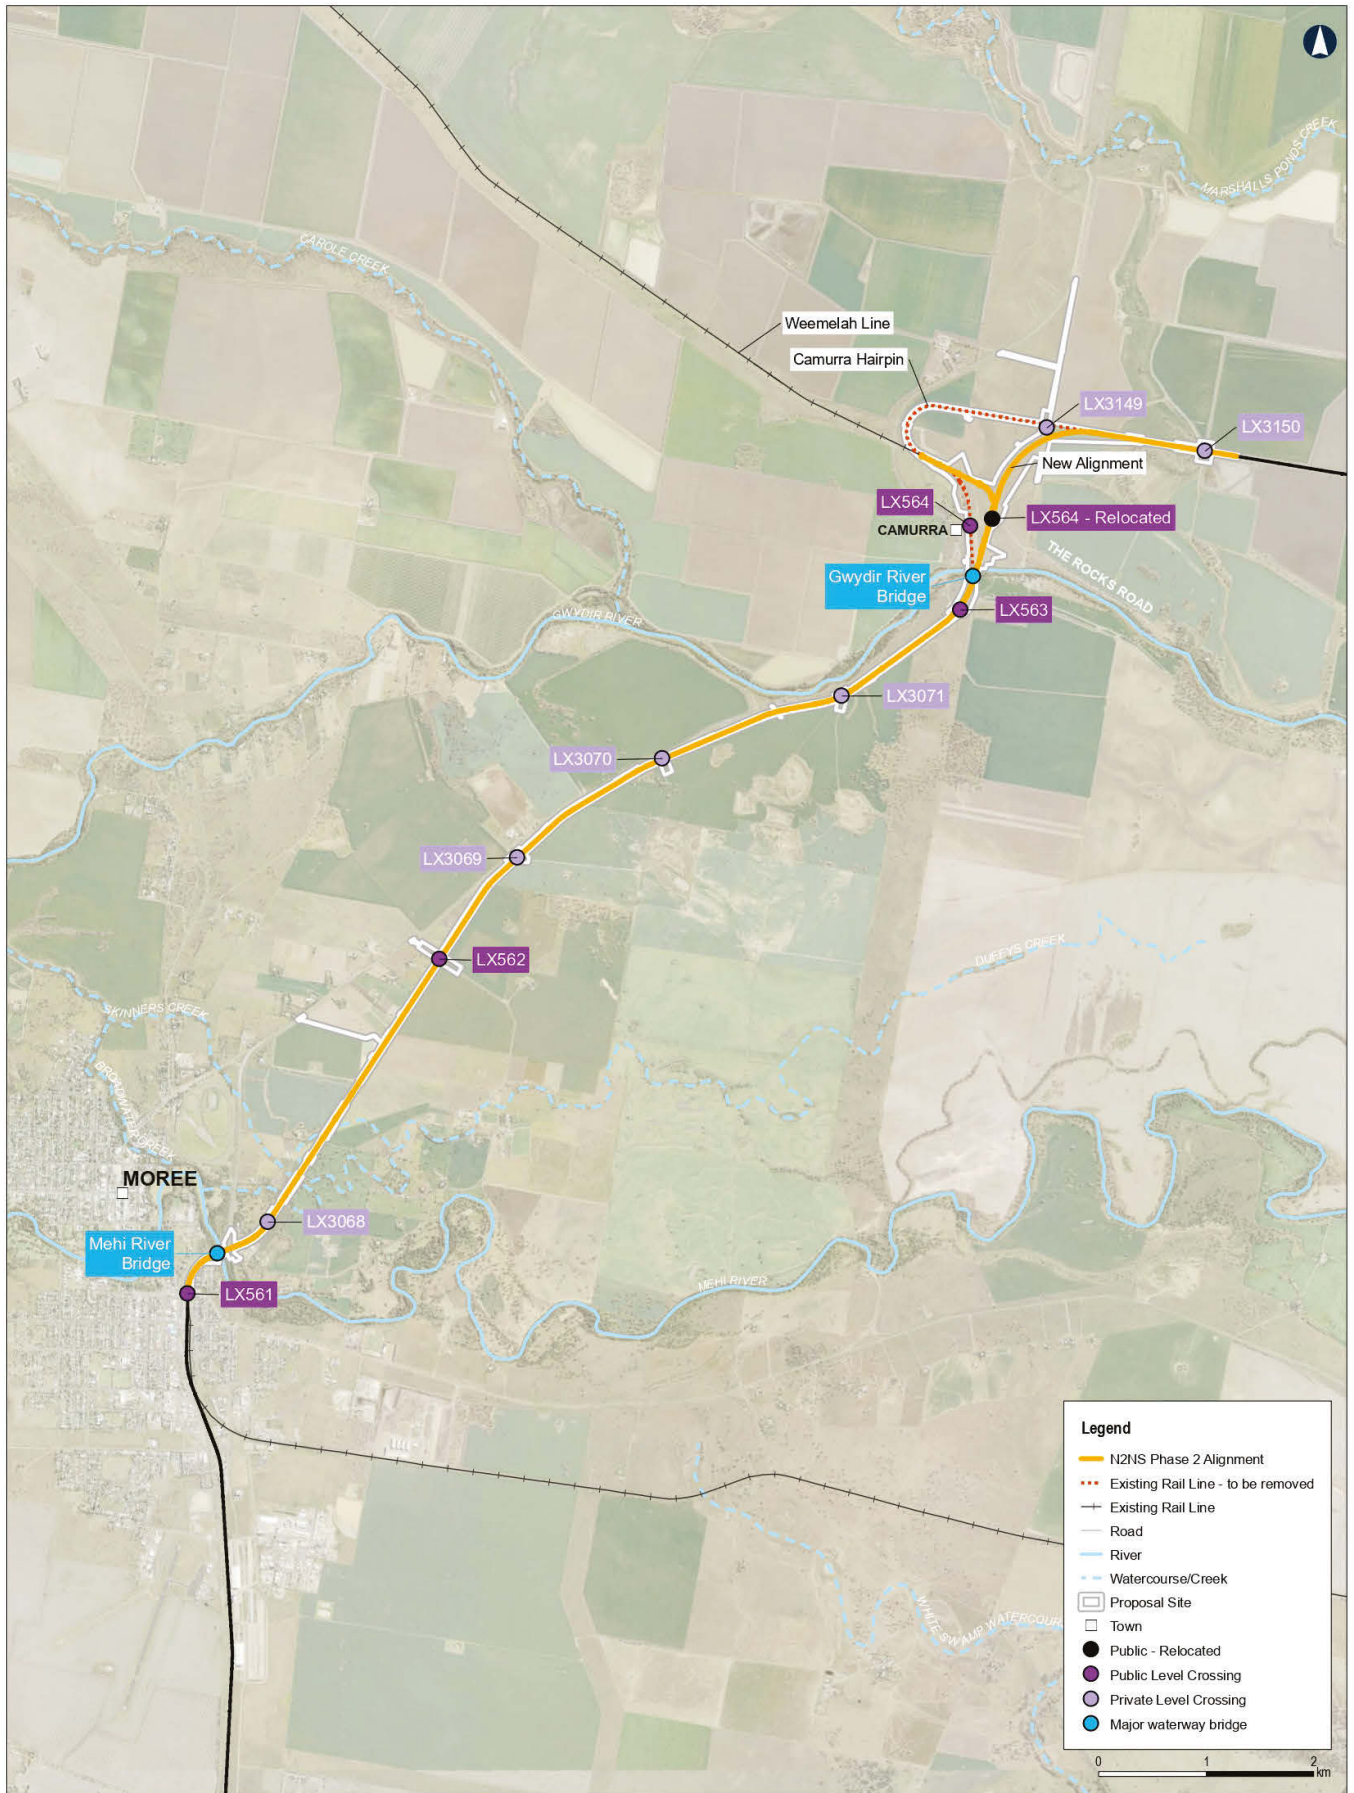 MARSHALLS PONDS CREEK
CAROLE CREEK
Weemelah Line
Camurra Hairpin
LX3149
LX3150
New Alignment
LX564
LX564 - Relocated
CAMURRA
THE ROCKS ROAD
Gwydir River
Bridge
LX563
GWYDIR RIVER
LX3071
LX3070
LX3069
LX562
DUFFYS CREEK
SKINNERS CREEK
BROADWATER CREEK
MOREE
LX3068
Mehi River
Bridge
MEHI RIVER
LX561
WHITE SWAMP WATERCOUR
Legend
N2NS Phase 2 Alignment
Existing Rail Line - to be removed
Existing Rail Line
Road
River
Watercourse/Creek
Proposal Site
Town
Public - Relocated
Public Level Crossing
Private Level Crossing
Major waterway bridge
0 1 2
km